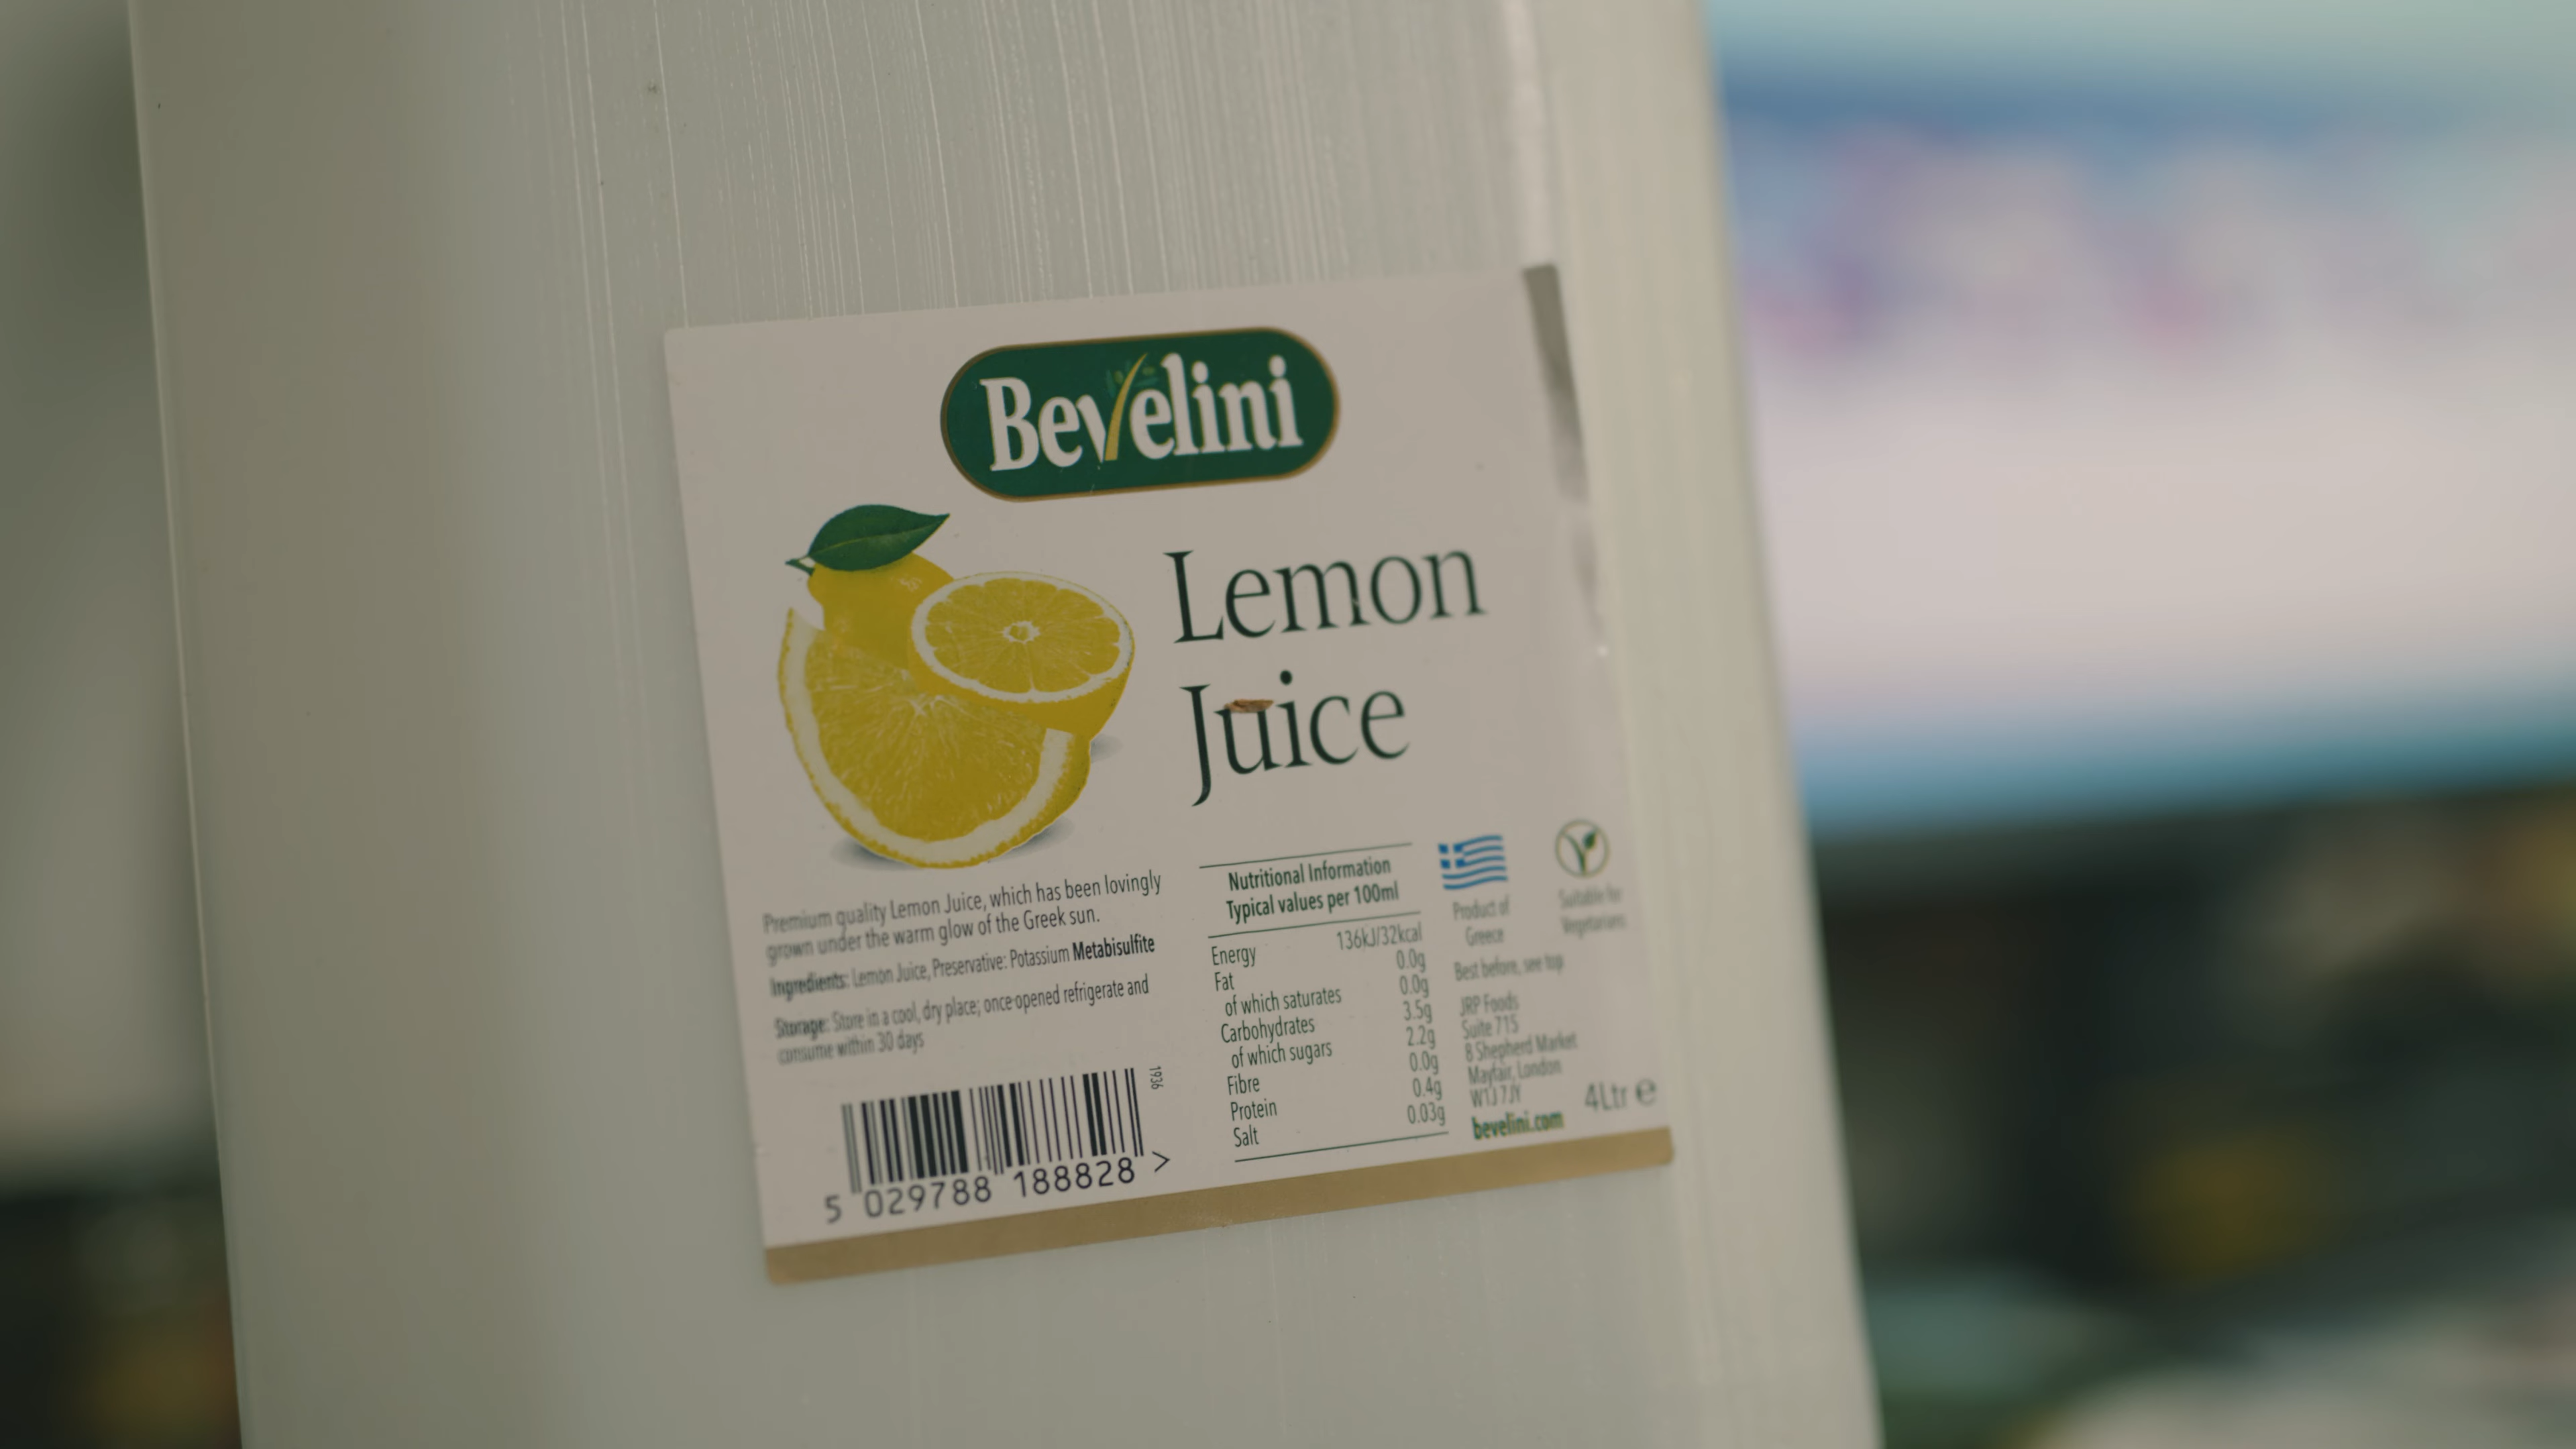 Bevelini
Lemon
Juice
Premium quality Lemon Juice, which has been lovingly
grown under the warm glow of the Greek sun.
Ingredients: Lemon Juice, Preservative: Potassium Metabisulfite
Storage: Store in a cool, dry place; once opened refrigerate and
consume within 30 days
5 029788 188828 >
1936
Nutritional Information
Typical values per 100ml
Energy 136kJ/32kcal
Fat 0.0g
of which saturates 0.0g
Carbohydrates 3.5g
of which sugars 2.2g
Fibre 0.0g
Protein 0.4g
Salt 0.03g
Product of
Greece
Suitable for
Vegetarians
Best before, see top
JRP Foods
Suite 715
8 Shepherd Market
Mayfair, London
W1J 7JY
bevelini.com
4Ltr e